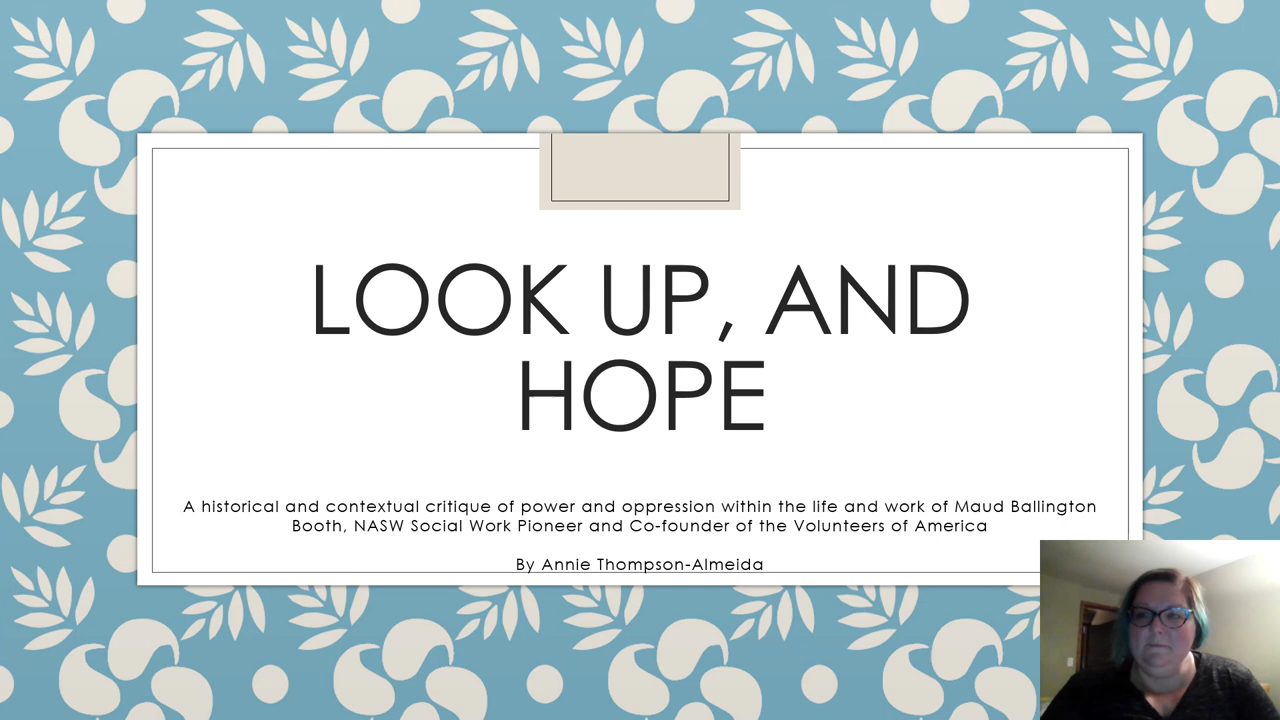 LOOK UP, AND
HOPE
A historical and contextual critique of power and oppression within the life and work of Maud Ballington
Booth, NASW Social Work Pioneer and Co-founder of the Volunteers of America
By Annie Thompson-Almeida